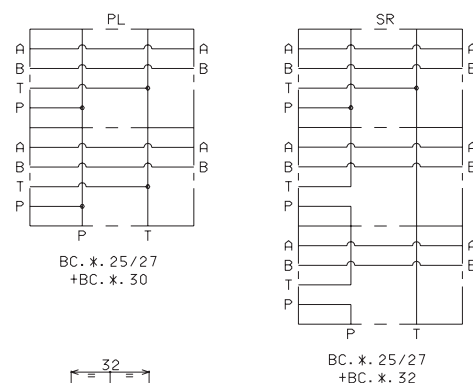 PL
A A
B B
T
P
A A
B B
T
P
P T
BC.*.25/27
+BC.*.30
32
= =
SR
A A
B B
T
P
A A
B B
T
P
A A
B B
T
P
P T
BC.*.25/27
+BC.*.32